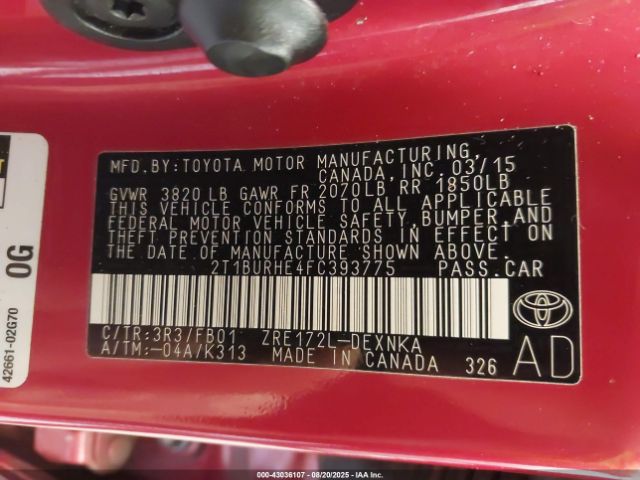 MFD.BY:TOYOTA MOTOR MANUFACTURING,
CANADA, INC. 03/15
GVWR 3820 LB GAWR FR 2070LB RR 1850LB
THIS VEHICLE CONFORMS TO ALL APPLICABLE
FEDERAL MOTOR VEHICLE SAFETY, BUMPER, AND
THEFT PREVENTION STANDARDS IN EFFECT ON
THE DATE OF MANUFACTURE SHOWN ABOVE.
2T1BURHE4FC393775 PASS.CAR
C/TR:3R3/FB01 ZRE172L-DEXNKA
A/TM:-04A/K313 MADE IN CANADA 326
AD
0G
42661-02G70
000-43036107 - 08/20/2025 - IAAI.com